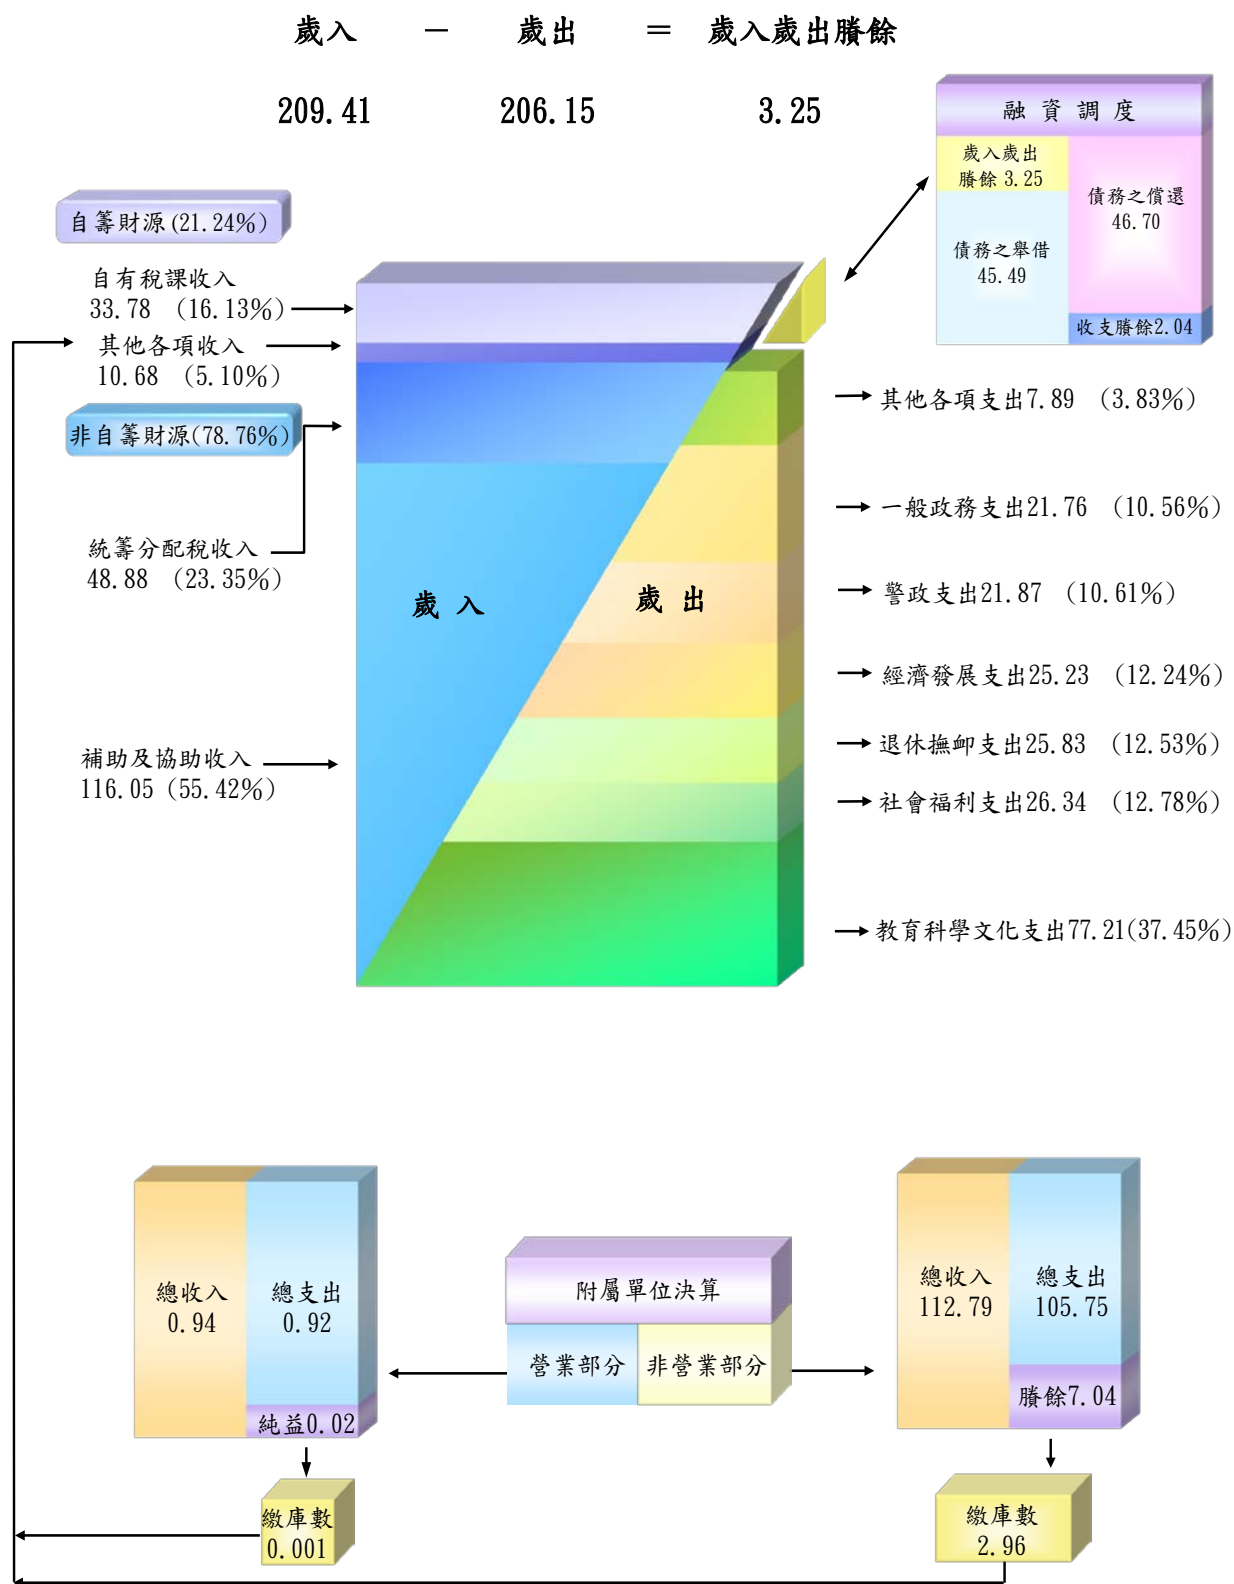 歲入 － 歲出 ＝ 歲入歲出賸餘
209.41 206.15 3.25
融資調度
歲入歲出
賸餘 3.25
債務之舉借
45.49
債務之償還
46.70
收支賸餘2.04
自籌財源(21.24%)
自有稅課收入
33.78 (16.13%)
其他各項收入
10.68 (5.10%)
非自籌財源(78.76%)
統籌分配稅收入
48.88 (23.35%)
補助及協助收入
116.05 (55.42%)
歲入
歲出
其他各項支出7.89 (3.83%)
一般政務支出21.76 (10.56%)
警政支出21.87 (10.61%)
經濟發展支出25.23 (12.24%)
退休撫卹支出25.83 (12.53%)
社會福利支出26.34 (12.78%)
教育科學文化支出77.21(37.45%)
總收入
0.94
總支出
0.92
純益0.02
繳庫數
0.001
附屬單位決算
營業部分
非營業部分
總收入
112.79
總支出
105.75
賸餘7.04
繳庫數
2.96